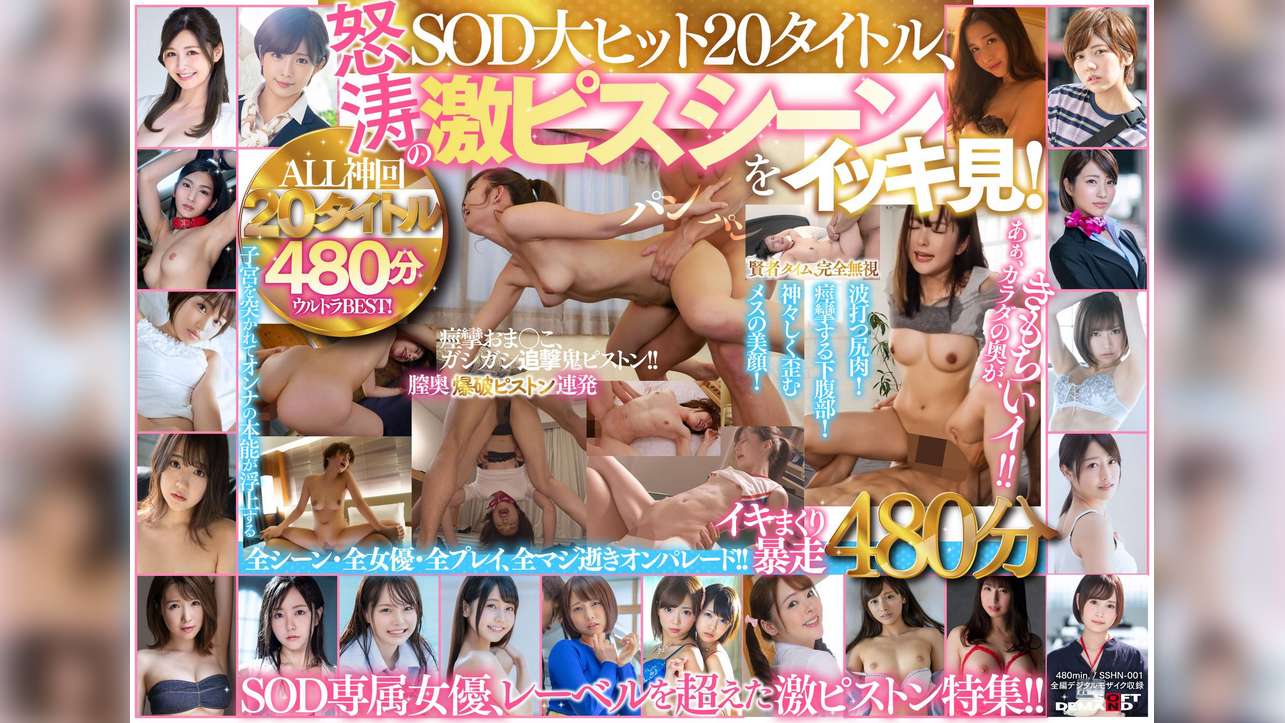 SOD大ヒット20タイトル、
怒涛の激ピスシーンを
イッキ見!
ALL神回
20タイトル
480分
ウルトラBEST!
子宮を突かれてオンナの本能が浮上する
パン
パン
賢者タイム、完全無視
波打つ尻肉!
痙攣する下腹部!
神々しく歪む
メスの美顔!
あぁ、カラダの奥が、
きもちいイ!!
痙攣おま◯こ、
ガシガシ追撃鬼ピストン!!
膣奥爆破ピストン連発
イキまくり
暴走
480分
全シーン・全女優・全プレイ、全マジ逝きオンパレード!!
SOD専属女優、レーベルを超えた激ピストン特集!!
480min. / SSHN-001
全編デジタルモザイク収録
SOFT
ON
DEMAND